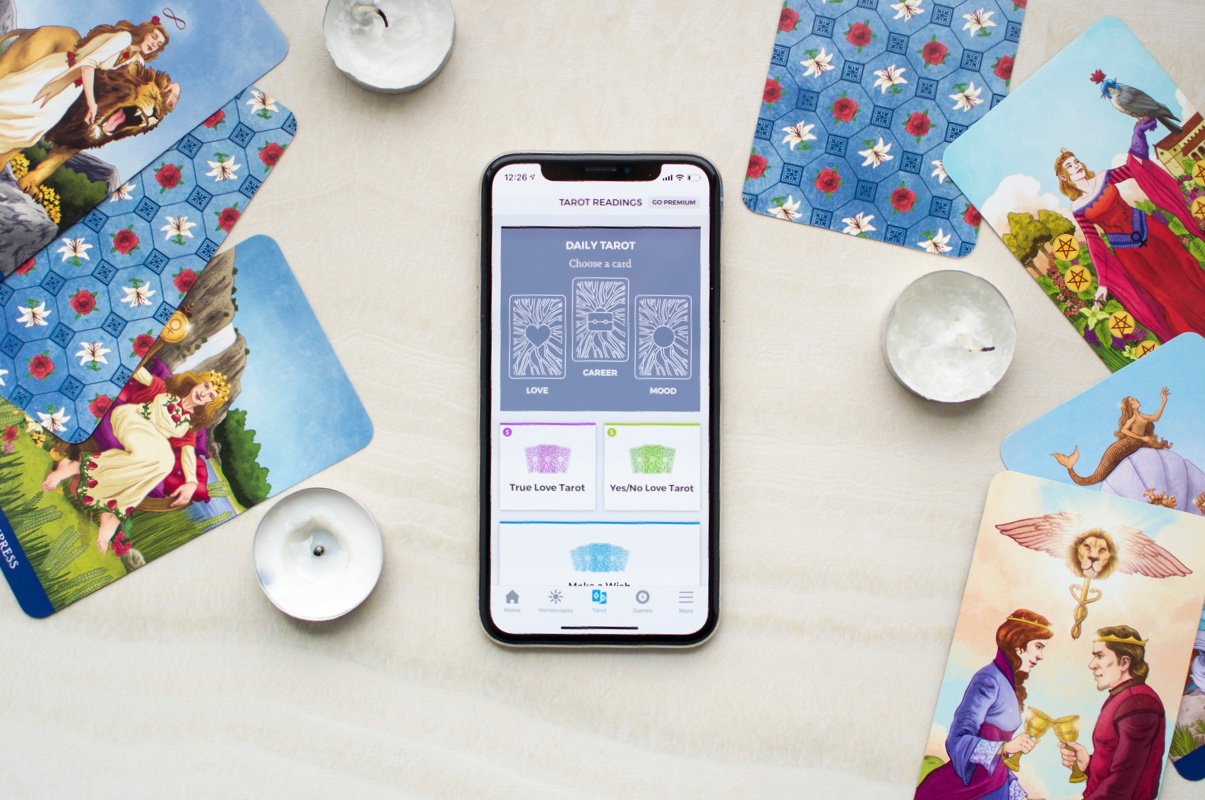 12:26
TAROT READINGS
GO PREMIUM
DAILY TAROT
Choose a card
LOVE
CAREER
MOOD
$
$
True Love Tarot
Yes/No Love Tarot
Make a Wish
Home
Horoscopes
Tarot
Games
More
PRESS